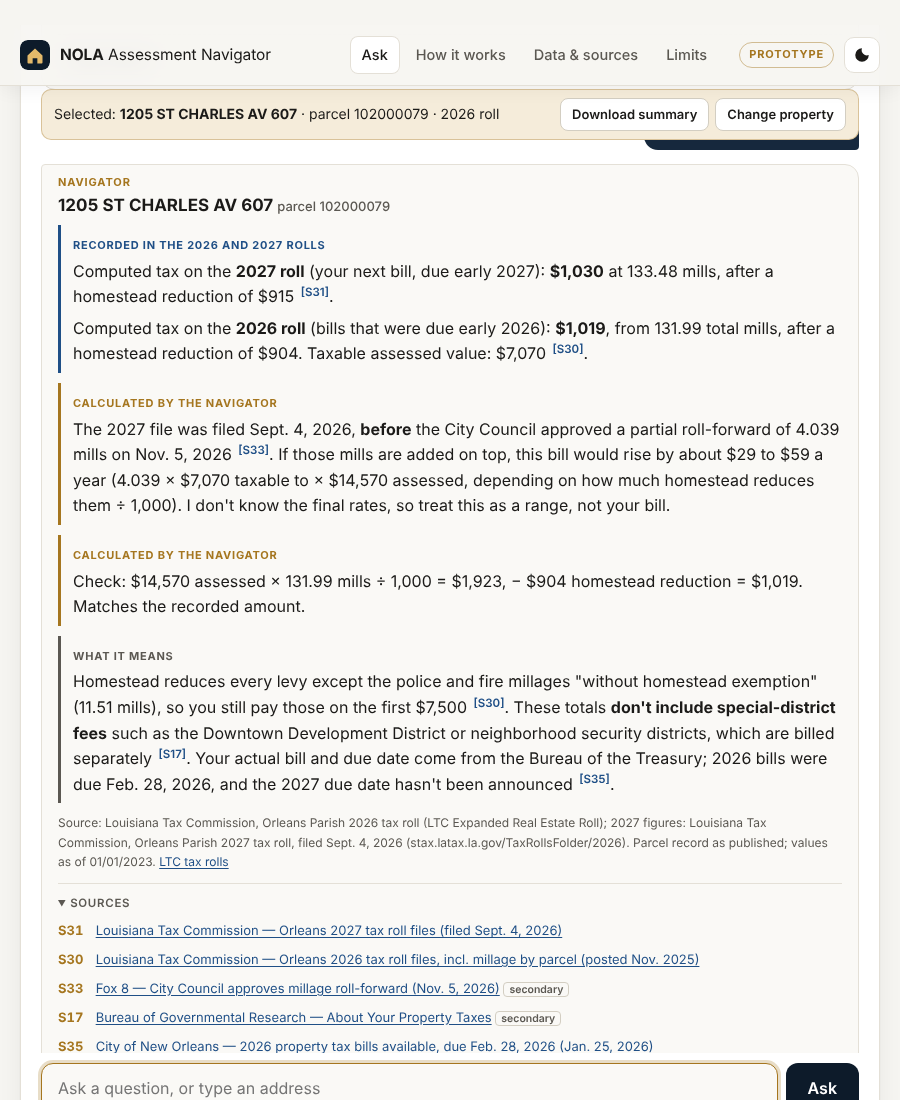 NOLA Assessment Navigator
Ask
How it works
Data & sources
Limits
PROTOTYPE
Selected: 1205 ST CHARLES AV 607 · parcel 102000079 · 2026 roll
Download summary
Change property
NAVIGATOR
1205 ST CHARLES AV 607 parcel 102000079
RECORDED IN THE 2026 AND 2027 ROLLS
Computed tax on the 2027 roll (your next bill, due early 2027): $1,030 at 133.48 mills, after a
homestead reduction of $915 [S31].
Computed tax on the 2026 roll (bills that were due early 2026): $1,019, from 131.99 total mills, after a
homestead reduction of $904. Taxable assessed value: $7,070 [S30].
CALCULATED BY THE NAVIGATOR
The 2027 file was filed Sept. 4, 2026, before the City Council approved a partial roll-forward of 4.039
mills on Nov. 5, 2026 [S33]. If those mills are added on top, this bill would rise by about $29 to $59 a
year (4.039 × $7,070 taxable to × $14,570 assessed, depending on how much homestead reduces
them ÷ 1,000). I don't know the final rates, so treat this as a range, not your bill.
CALCULATED BY THE NAVIGATOR
Check: $14,570 assessed × 131.99 mills ÷ 1,000 = $1,923, − $904 homestead reduction = $1,019.
Matches the recorded amount.
WHAT IT MEANS
Homestead reduces every levy except the police and fire millages "without homestead exemption"
(11.51 mills), so you still pay those on the first $7,500 [S30]. These totals don't include special-district
fees such as the Downtown Development District or neighborhood security districts, which are billed
separately [S17]. Your actual bill and due date come from the Bureau of the Treasury; 2026 bills were
due Feb. 28, 2026, and the 2027 due date hasn't been announced [S35].
Source: Louisiana Tax Commission, Orleans Parish 2026 tax roll (LTC Expanded Real Estate Roll); 2027 figures: Louisiana Tax
Commission, Orleans Parish 2027 tax roll, filed Sept. 4, 2026 (stax.latax.la.gov/TaxRollsFolder/2026). Parcel record as published; values
as of 01/01/2023. LTC tax rolls
▼ SOURCES
S31 Louisiana Tax Commission — Orleans 2027 tax roll files (filed Sept. 4, 2026)
S30 Louisiana Tax Commission — Orleans 2026 tax roll files, incl. millage by parcel (posted Nov. 2025)
S33 Fox 8 — City Council approves millage roll-forward (Nov. 5, 2026) secondary
S17 Bureau of Governmental Research — About Your Property Taxes secondary
S35 City of New Orleans — 2026 property tax bills available, due Feb. 28, 2026 (Jan. 25, 2026)
Ask a question, or type an address
Ask